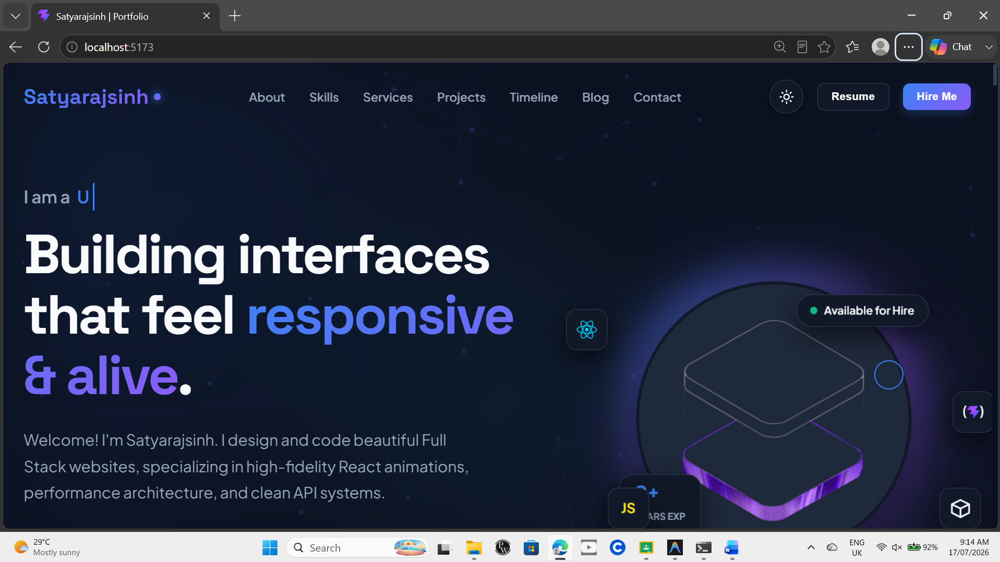 Satyarajsinh | Portfolio
localhost:5173
Chat
Satyarajsinh
About
Skills
Services
Projects
Timeline
Blog
Contact
Resume
Hire Me
I am a U
Building interfaces
that feel responsive
& alive.
Welcome! I'm Satyarajsinh. I design and code beautiful Full
Stack websites, specializing in high-fidelity React animations,
performance architecture, and clean API systems.
Available for Hire
JS
+
ARS EXP
29°C
Mostly sunny
Search
ENG
UK
92%
9:14 AM
17/07/2026